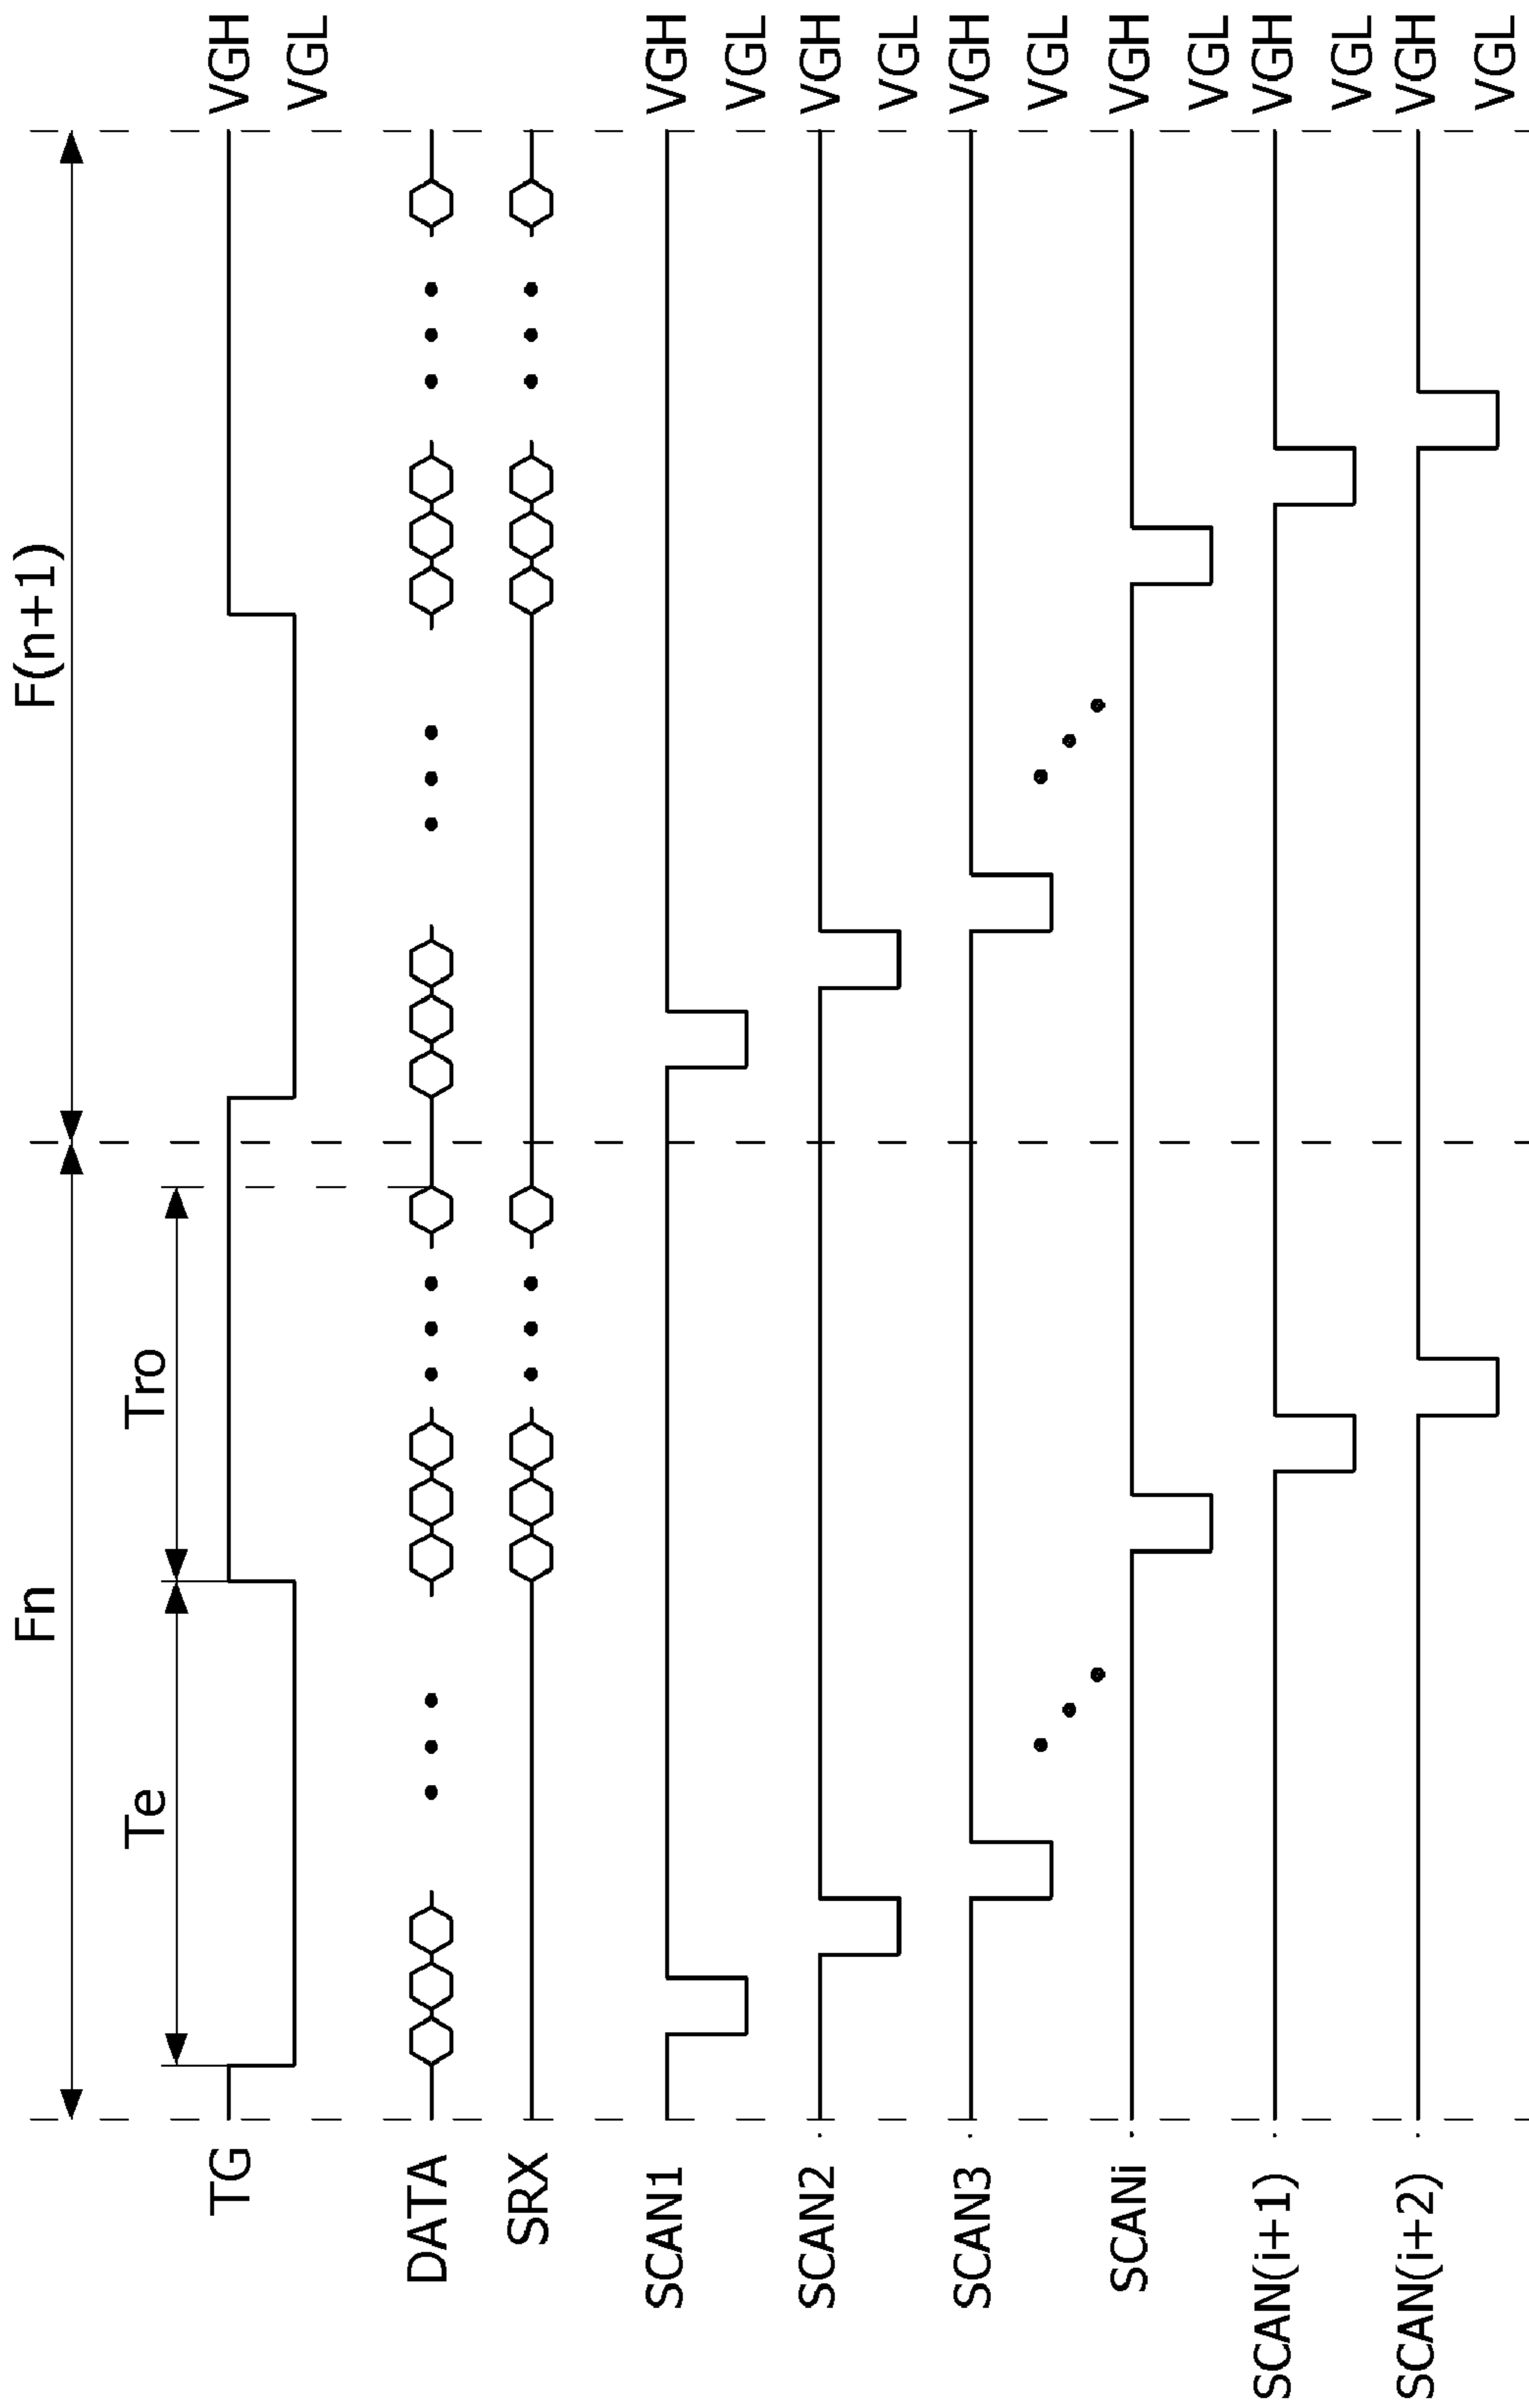 Fn F(n+1)
Te Tro
TG VGH
VGL
DATA
SRX
SCAN1 VGH
VGL
SCAN2 VGH
VGL
SCAN3 VGH
VGL
SCANi VGH
VGL
SCAN(i+1) VGH
VGL
SCAN(i+2) VGH
VGL